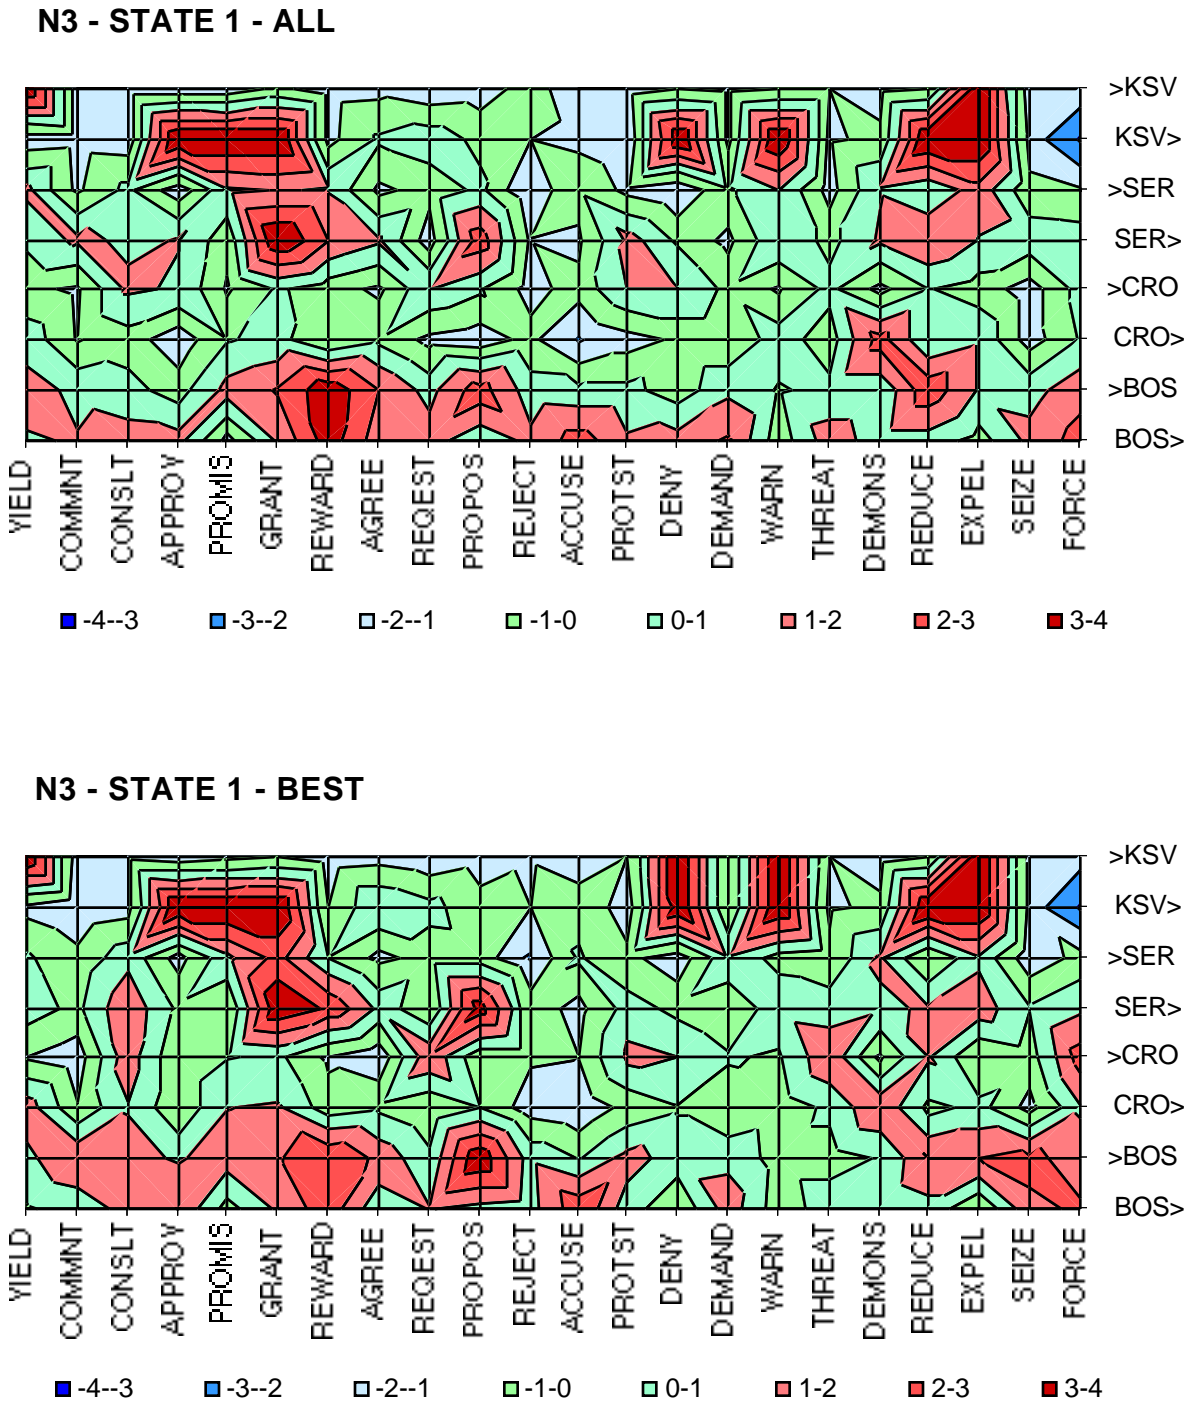 N3 - STATE 1 - ALL
>KSV
KSV>
>SER
SER>
>CRO
CRO>
>BOS
BOS>
YIELD COMMNT CONSLT APPROV PROMIS GRANT REWARD AGREE REQEST PROPOS REJECT ACCUSE PROTST DENY DEMAND WARN THREAT DEMONS REDUCE EXPEL SEIZE FORCE
-4--3 -3--2 -2--1 -1-0 0-1 1-2 2-3 3-4
N3 - STATE 1 - BEST
>KSV
KSV>
>SER
SER>
>CRO
CRO>
>BOS
BOS>
YIELD COMMNT CONSLT APPROV PROMIS GRANT REWARD AGREE REQEST PROPOS REJECT ACCUSE PROTST DENY DEMAND WARN THREAT DEMONS REDUCE EXPEL SEIZE FORCE
-4--3 -3--2 -2--1 -1-0 0-1 1-2 2-3 3-4